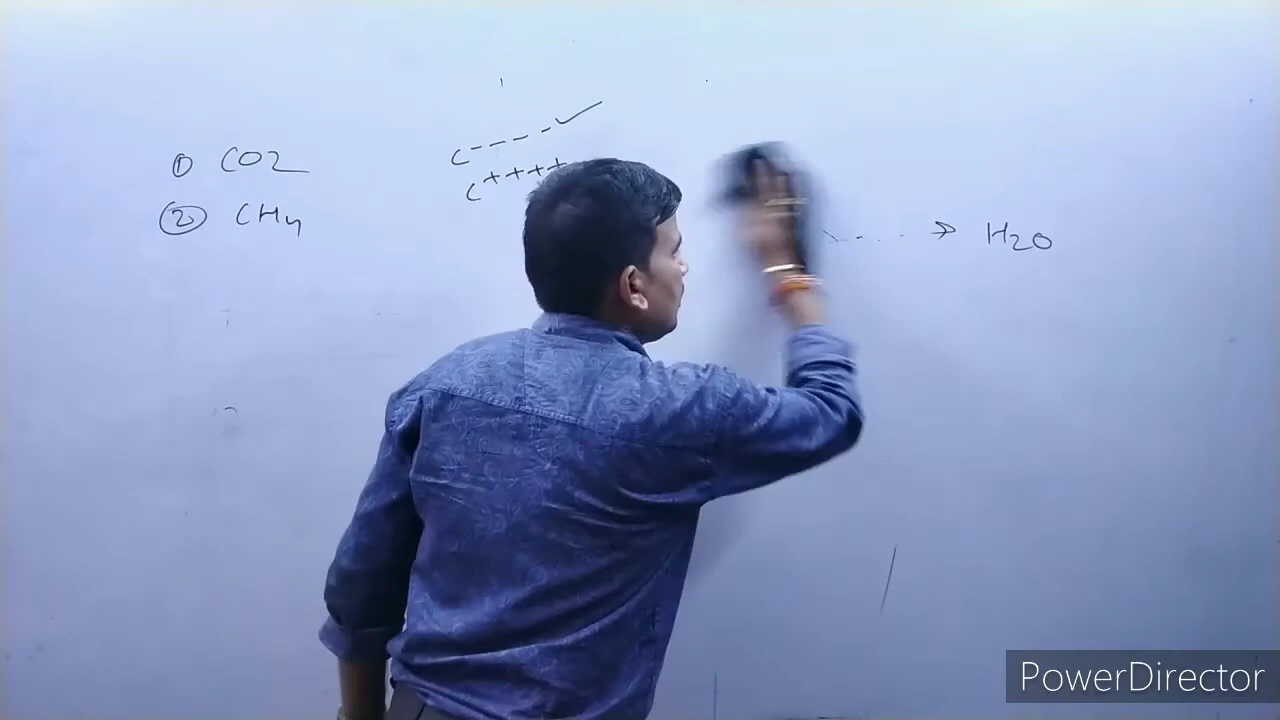 ① CO2
② CH4
C - - - - ✓
C + + + +
→ H2O
PowerDirector